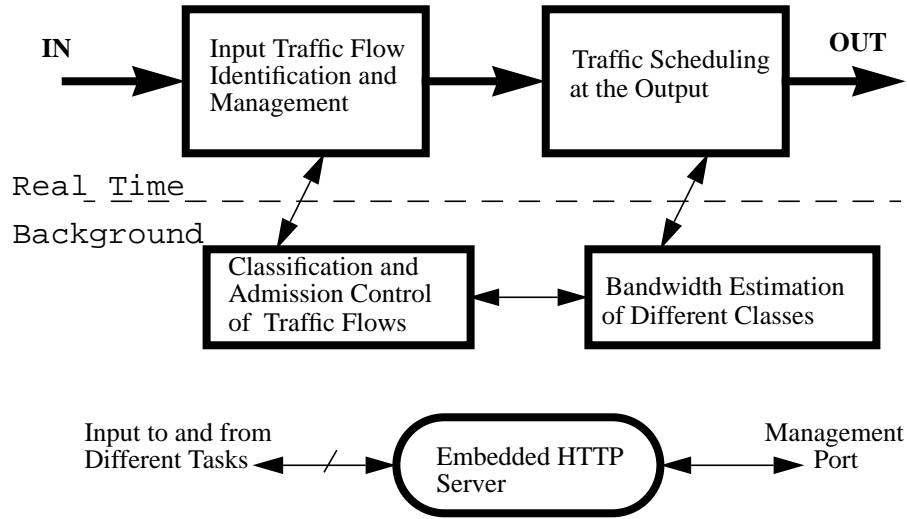 IN
Input Traffic Flow
Identification and
Management
Traffic Scheduling
at the Output
OUT
Real Time
Background
Classification and
Admission Control
of Traffic Flows
Bandwidth Estimation
of Different Classes
Input to and from
Different Tasks
Embedded HTTP
Server
Management
Port